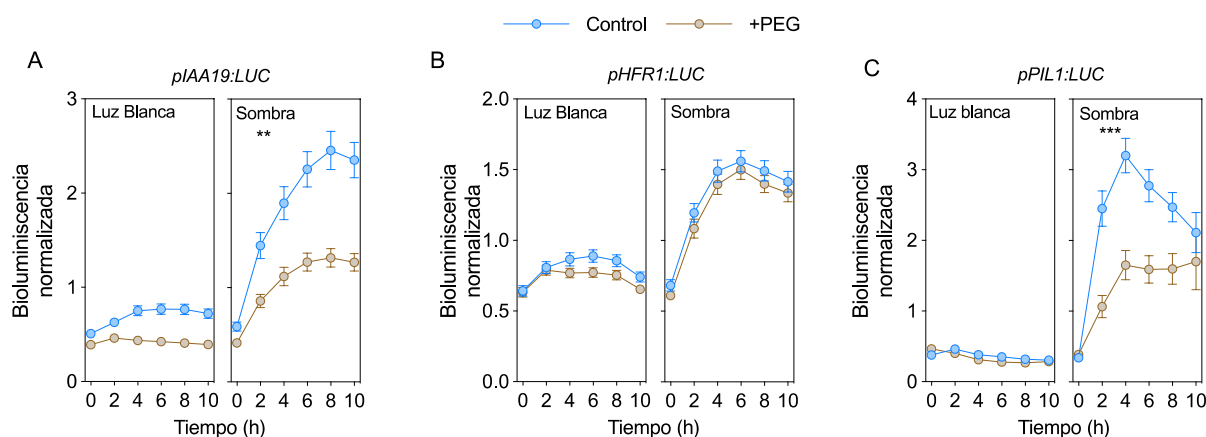 Control +PEG
A
pIAA19:LUC
Bioluminiscencia
normalizada
3
2
1
0
Luz Blanca
Sombra
**
0 2 4 6 8 10 0 2 4 6 8 10
Tiempo (h)
B
pHFR1:LUC
Bioluminiscencia
normalizada
2.0
1.5
1.0
0.5
0.0
Luz Blanca
Sombra
0 2 4 6 8 10 0 2 4 6 8 10
Tiempo (h)
C
pPIL1:LUC
Bioluminiscencia
normalizada
4
3
2
1
0
Luz blanca
Sombra
***
0 2 4 6 8 10 0 2 4 6 8 10
Tiempo (h)